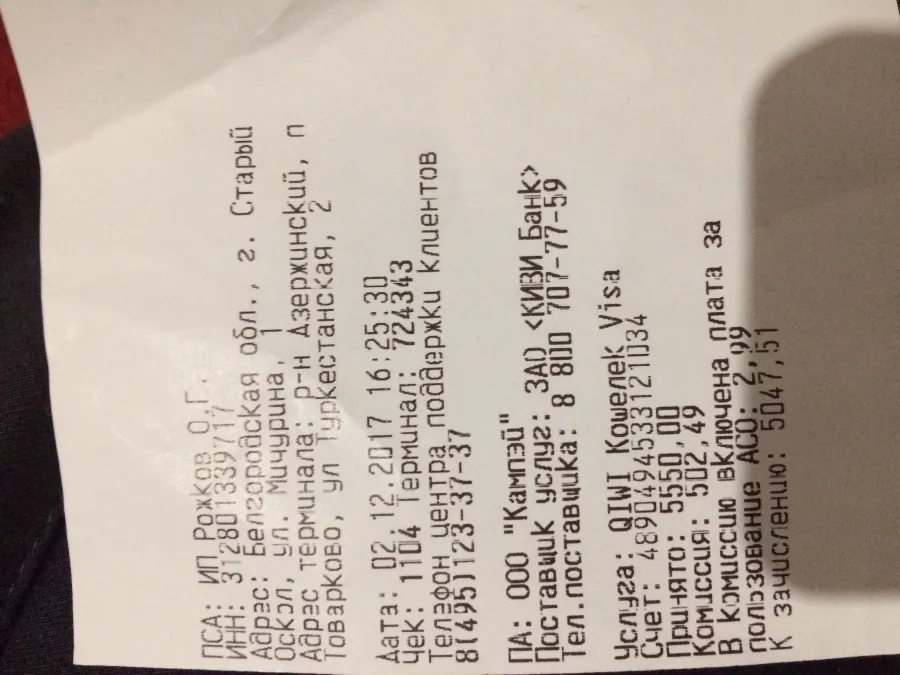 ПСА: ИП Рожков О.Г.
ИНН: 312801339717
Адрес: Белгородская обл., г. Старый
Оскол, ул. Мичурина, 1
Адрес терминала: р-н Дзержинский, п
Товарково, ул Туркестанская, 2
Дата: 02.12.2017 16:25:30
Чек: 1104 Терминал: 724343
Телефон центра поддержки Клиентов
8(495)123-37-37
ПА: ООО "Кампэй"
Поставщик услуг: ЗАО <КИВИ Банк>
Тел.поставщика: 8 800 707-77-59
Услуга: QIWI Кошелек Visa
Счет: 4890494533121034
Принято: 5550,00
Комиссия: 502,49
В комиссию включена плата за
пользование АСО: 2,99
К зачислению: 5047,51